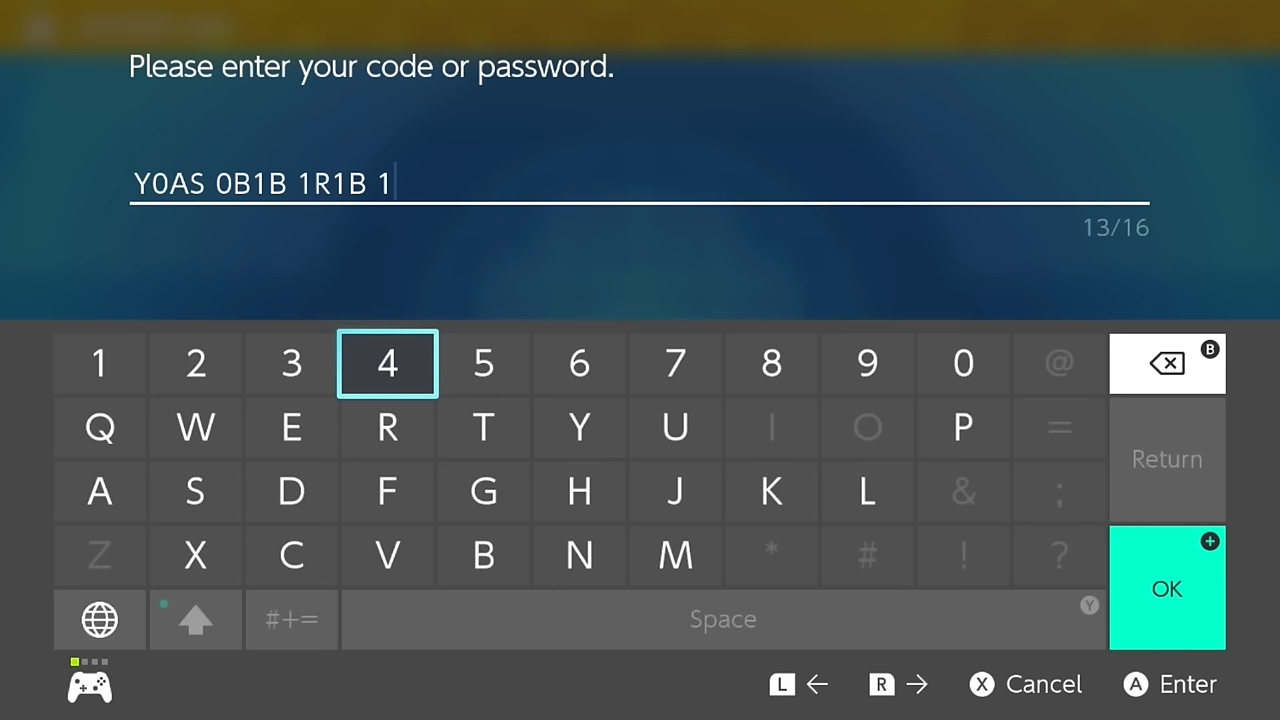 Please enter your code or password.
Y0AS 0B1B 1R1B 1
13/16
1 2 3 4 5 6 7 8 9 0 @ B
Q W E R T Y U I O P =
Return
A S D F G H J K L & ;
Z X C V B N M * # ! ? +
OK
#+= Space Y
L ← R → X Cancel A Enter